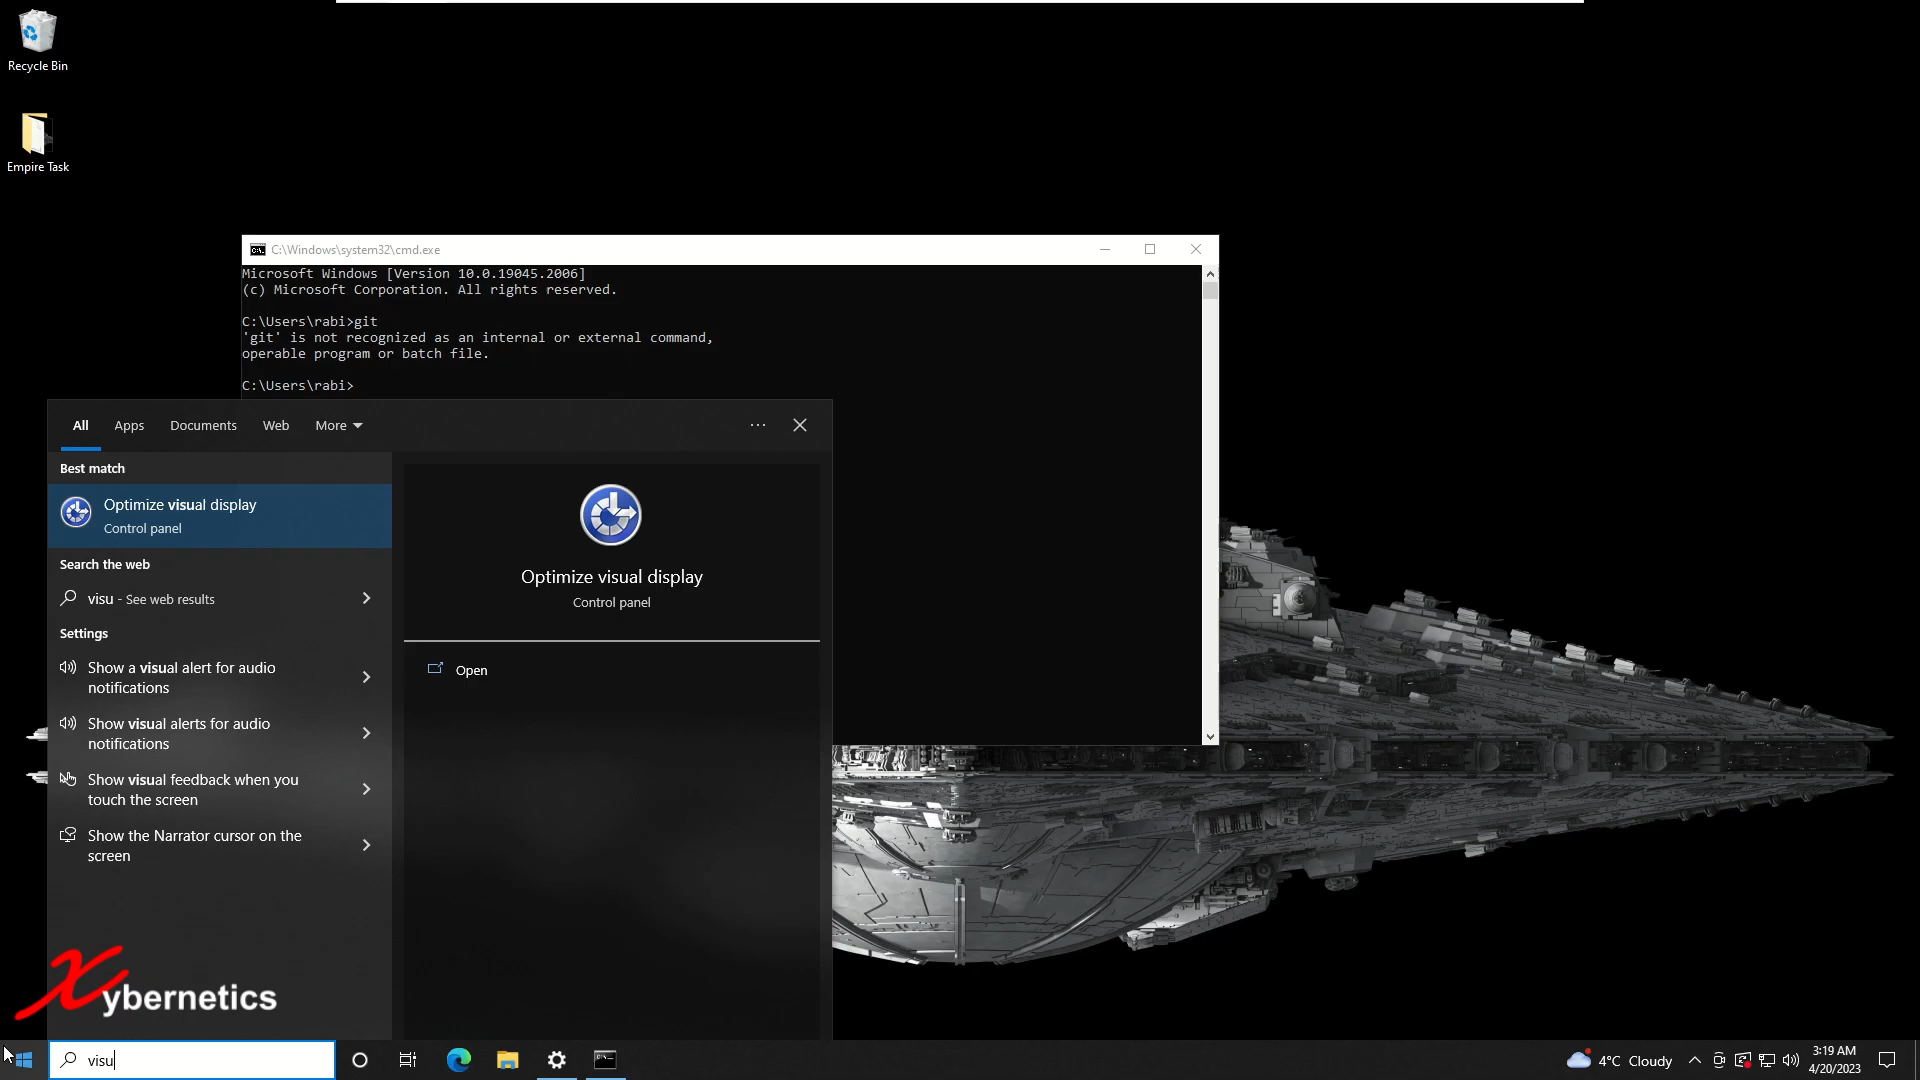 Recycle Bin
Empire Task
C:\Windows\system32\cmd.exe
Microsoft Windows [Version 10.0.19045.2006]
(c) Microsoft Corporation. All rights reserved.
C:\Users\rabi>git
'git' is not recognized as an internal or external command,
operable program or batch file.
C:\Users\rabi>
All Apps Documents Web More
Best match
Optimize visual display
Control panel
Search the web
visu - See web results
Settings
Show a visual alert for audio
notifications
Show visual alerts for audio
notifications
Show visual feedback when you
touch the screen
Show the Narrator cursor on the
screen
Optimize visual display
Control panel
Open
Xybernetics
visu
4°C Cloudy
3:19 AM
4/20/2023